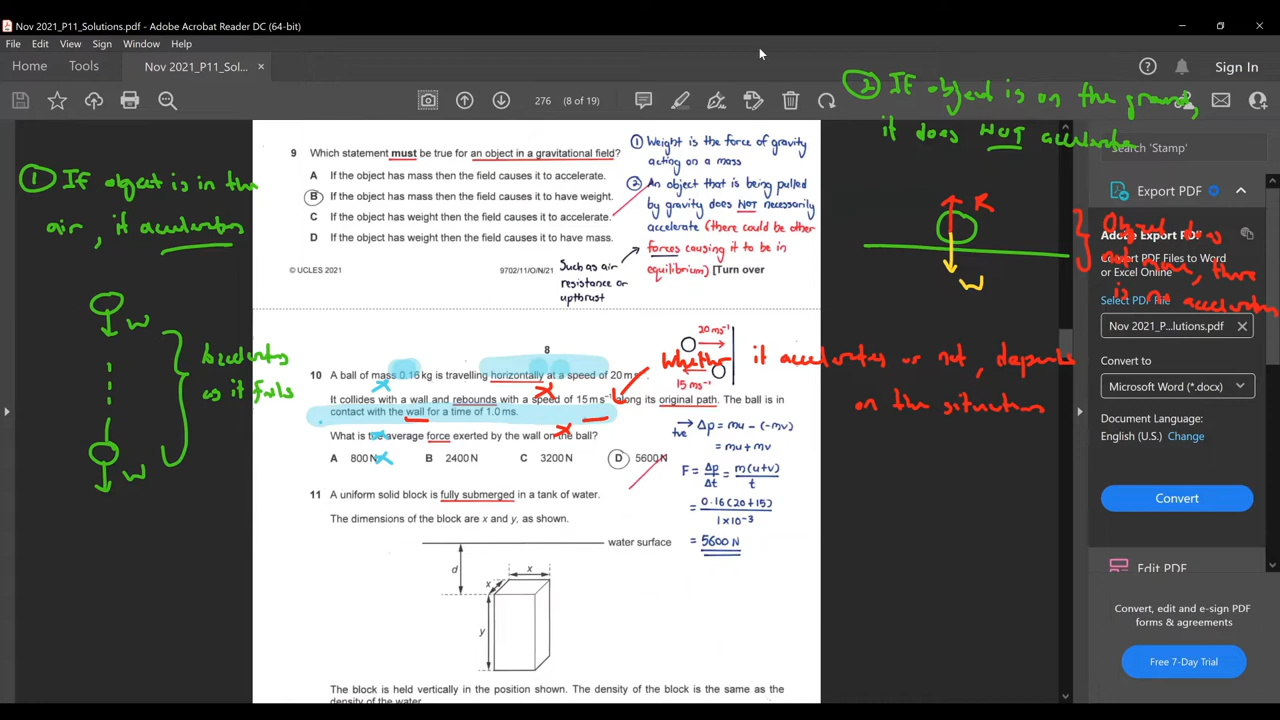 Nov 2021_P11_Solutions.pdf - Adobe Acrobat Reader DC (64-bit)
File Edit View Sign Window Help
Home Tools Nov 2021_P11_Sol... × Sign In
276 (8 of 19)
② IF object is on the ground,
it does NOT accelerate
Search 'Stamp'
Export PDF
Adobe Export PDF
Convert PDF Files to Word
or Excel Online
Select PDF File
Nov 2021_P...lutions.pdf ×
Convert to
Microsoft Word (*.docx)
Document Language:
English (U.S.) Change
Convert
Edit PDF
Convert, edit and e-sign PDF
forms & agreements
Free 7-Day Trial
① IF object is in the
air, it accelerates
W
W
accelerates
as it falls
R
W
Object
there
is no
9 Which statement must be true for an object in a gravitational field?
A If the object has mass then the field causes it to accelerate.
B If the object has mass then the field causes it to have weight.
C If the object has weight then the field causes it to accelerate.
D If the object has weight then the field causes it to have mass.
① Weight is the force of gravity
acting on a mass
② An object that is being pulled
by gravity does NOT necessarily
accelerate (there could be other
forces causing it to be in
equilibrium)
Such as air
resistance or
upthrust
© UCLES 2021 9702/11/O/N/21 [Turn over
8
10 A ball of mass 0.16 kg is travelling horizontally at a speed of 20 m s
It collides with a wall and rebounds with a speed of 15 m s⁻¹ along its original path. The ball is in
contact with the wall for a time of 1.0 ms.
What is the average force exerted by the wall on the ball?
A 800 N B 2400 N C 3200 N D 5600 N
20 ms⁻¹
15 ms⁻¹
Whether it accelerates or not, depends
on the situation
+ve Δp = mu - (-mv)
= mu + mv
F = Δp/Δt = m(u+v)/t
= 0.16(20+15)/1×10⁻³
= 5600 N
11 A uniform solid block is fully submerged in a tank of water.
The dimensions of the block are x and y, as shown.
water surface
d
x
x
y
The block is held vertically in the position shown. The density of the block is the same as the
density of the water.